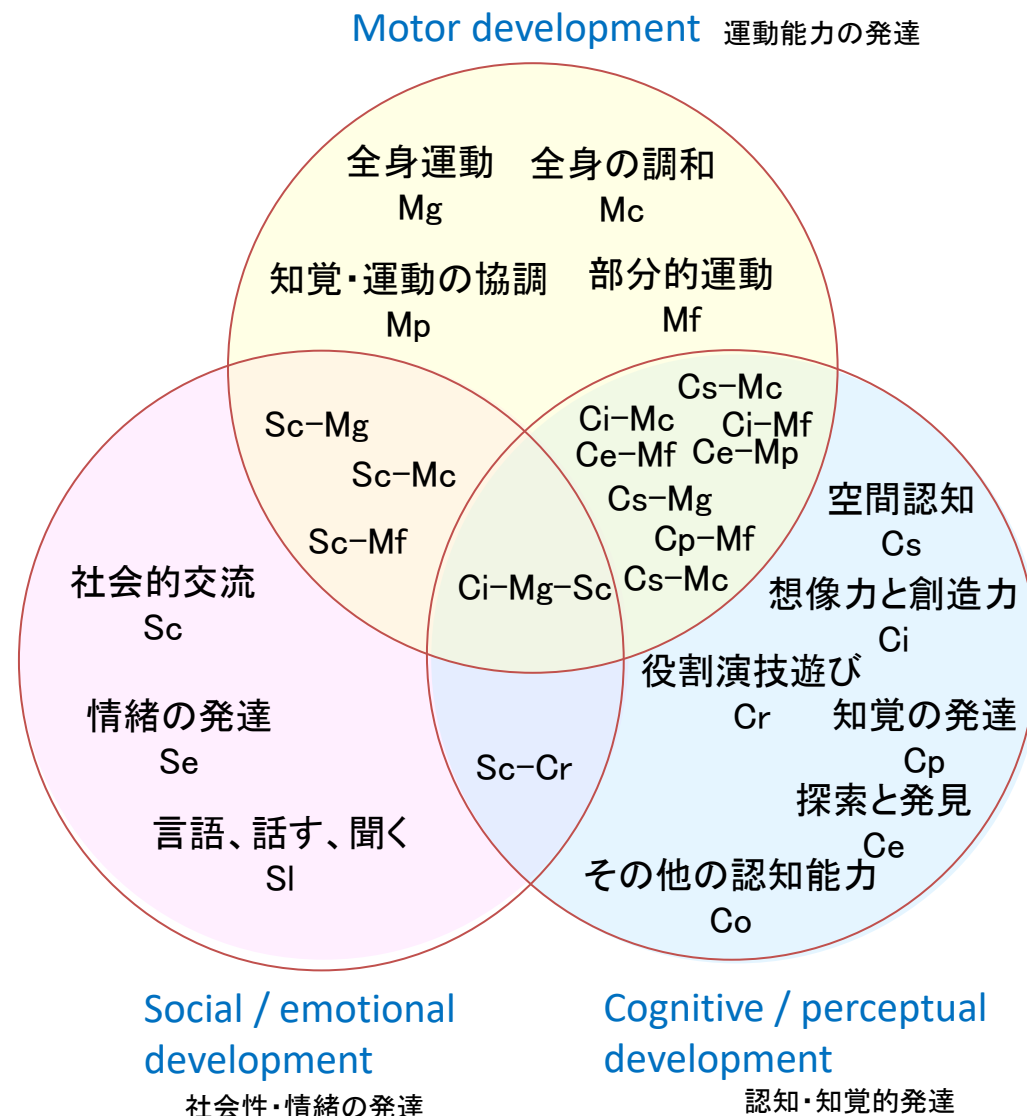 Motor development 運動能力の発達
全身運動 全身の調和
Mg Mc
知覚・運動の協調 部分的運動
Mp Mf
Cs-Mc
Sc-Mg Ci-Mc Ci-Mf
Sc-Mc Ce-Mf Ce-Mp
Cs-Mg 空間認知
Sc-Mf Cp-Mf Cs
社会的交流 Ci-Mg-Sc Cs-Mc 想像力と創造力
Sc Ci
役割演技遊び
情緒の発達 Cr 知覚の発達
Se Sc-Cr Cp
探索と発見
言語、話す、聞く Ce
Sl その他の認知能力
Co
Social / emotional Cognitive / perceptual
development development
社会性・情緒の発達 認知・知覚的発達